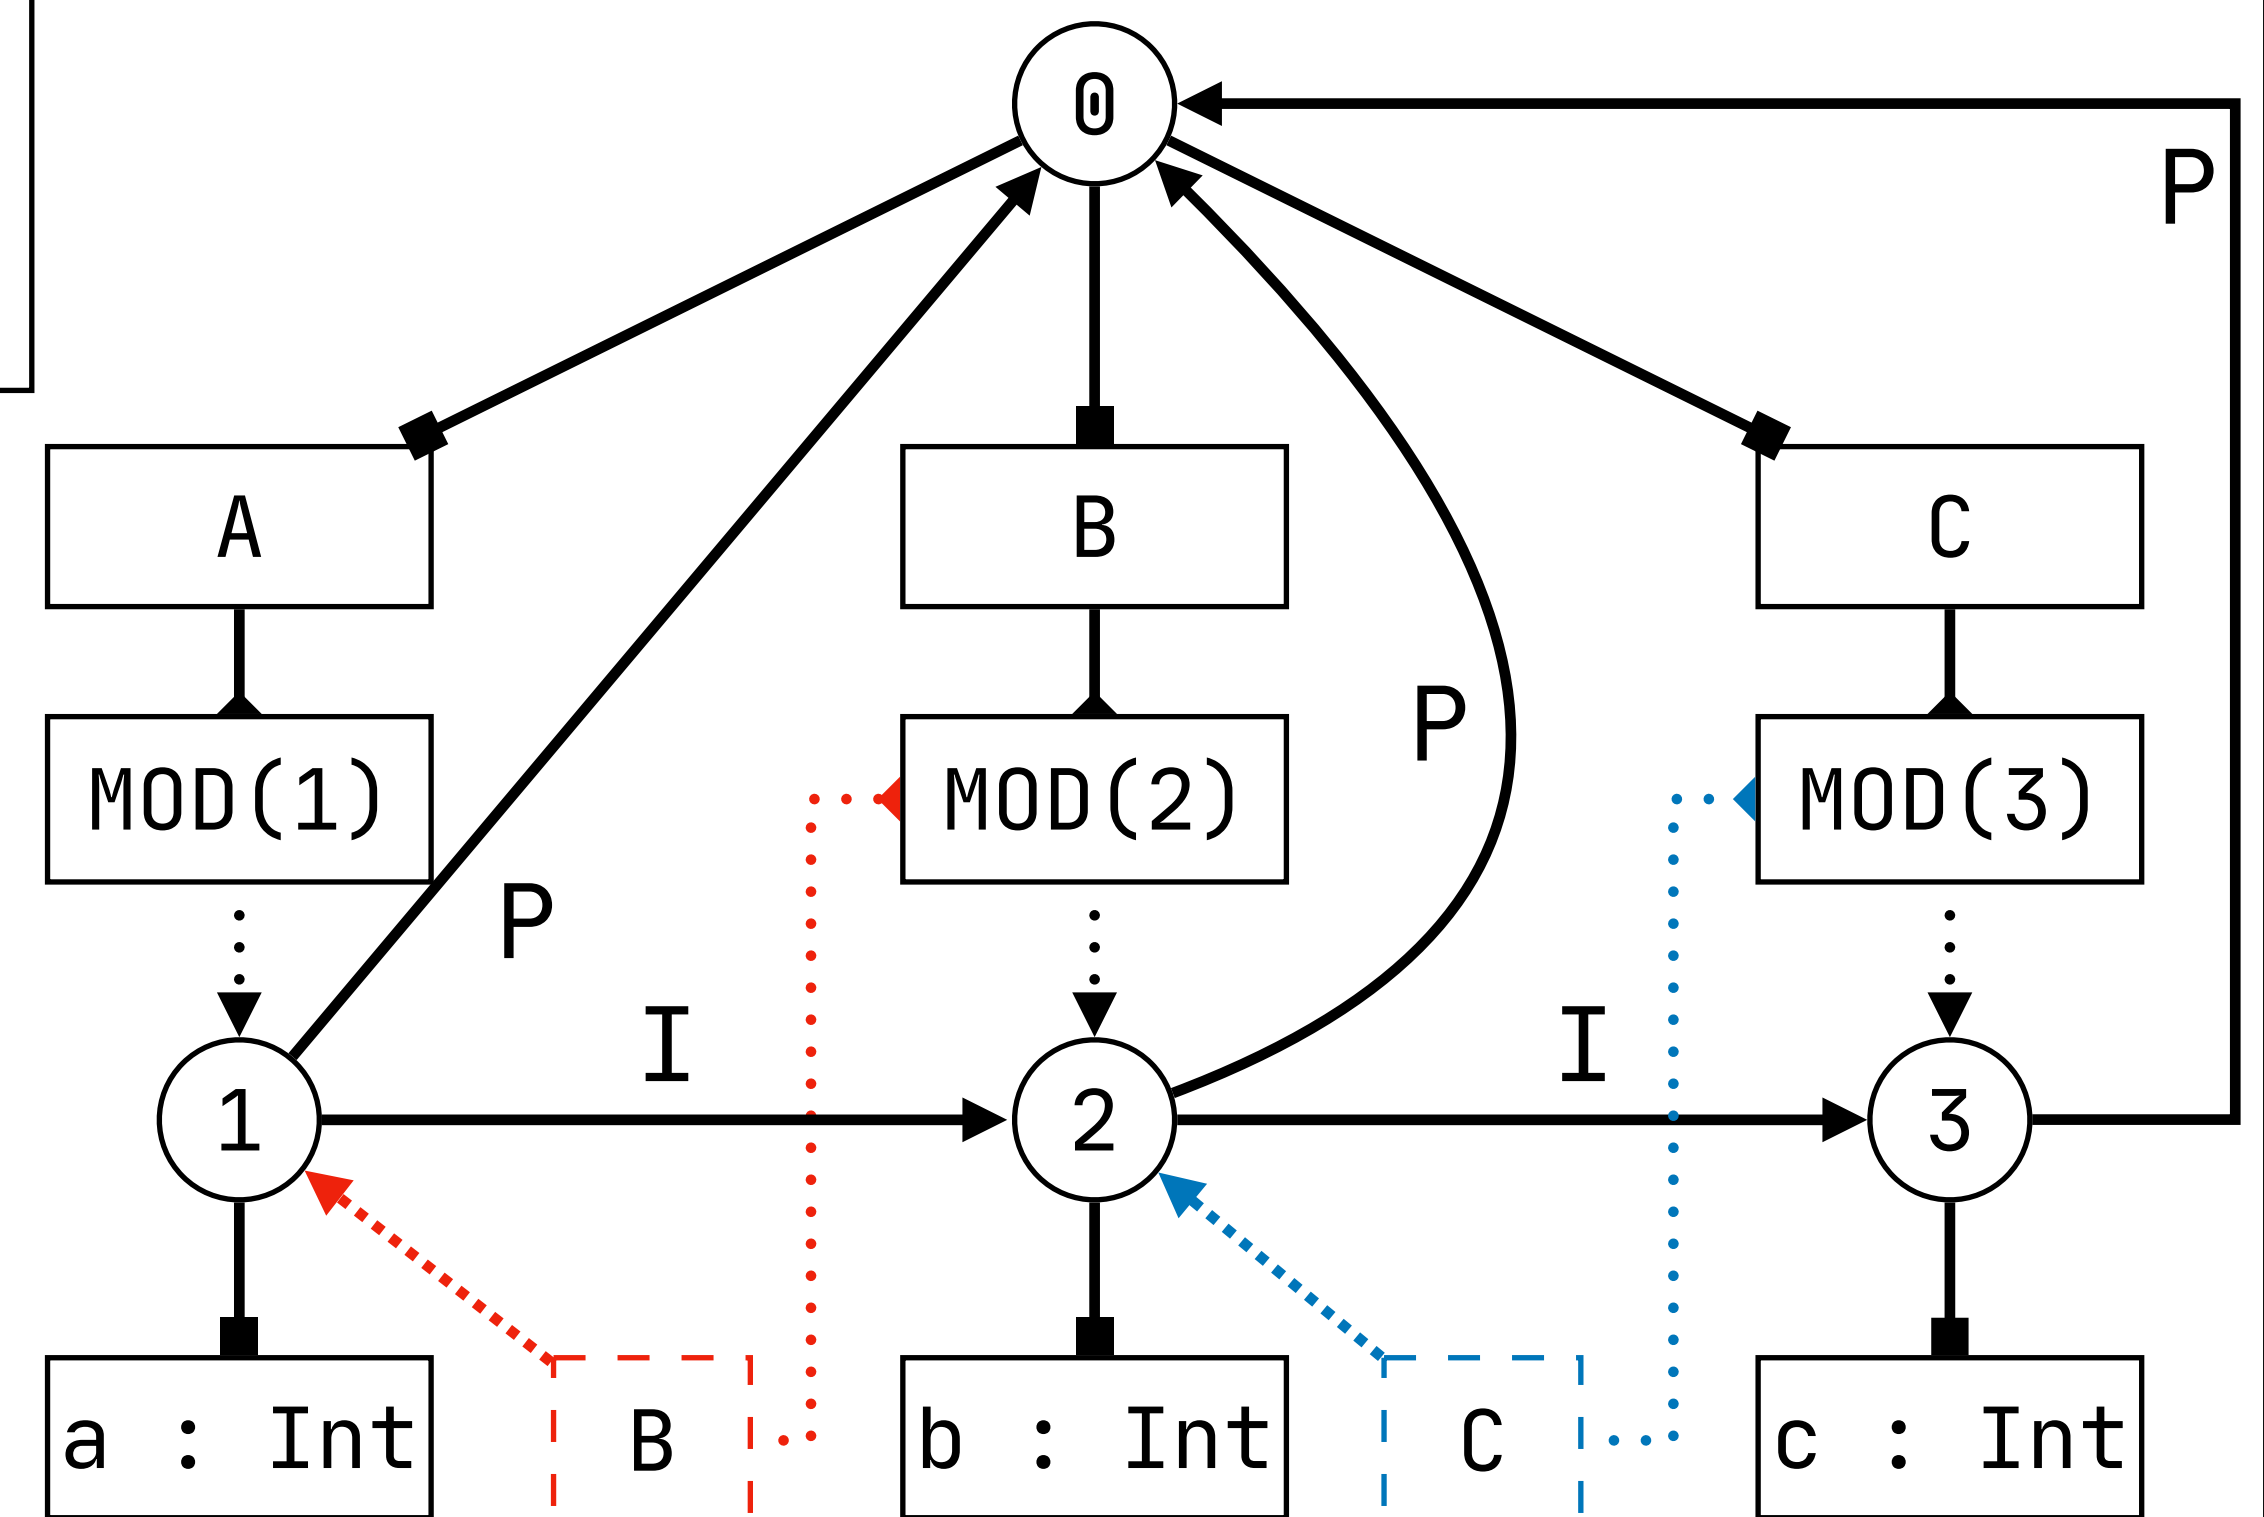 0
P
A
B
C
P
MOD(1)
MOD(2)
MOD(3)
P
I
I
1
2
3
a : Int
B
b : Int
C
c : Int